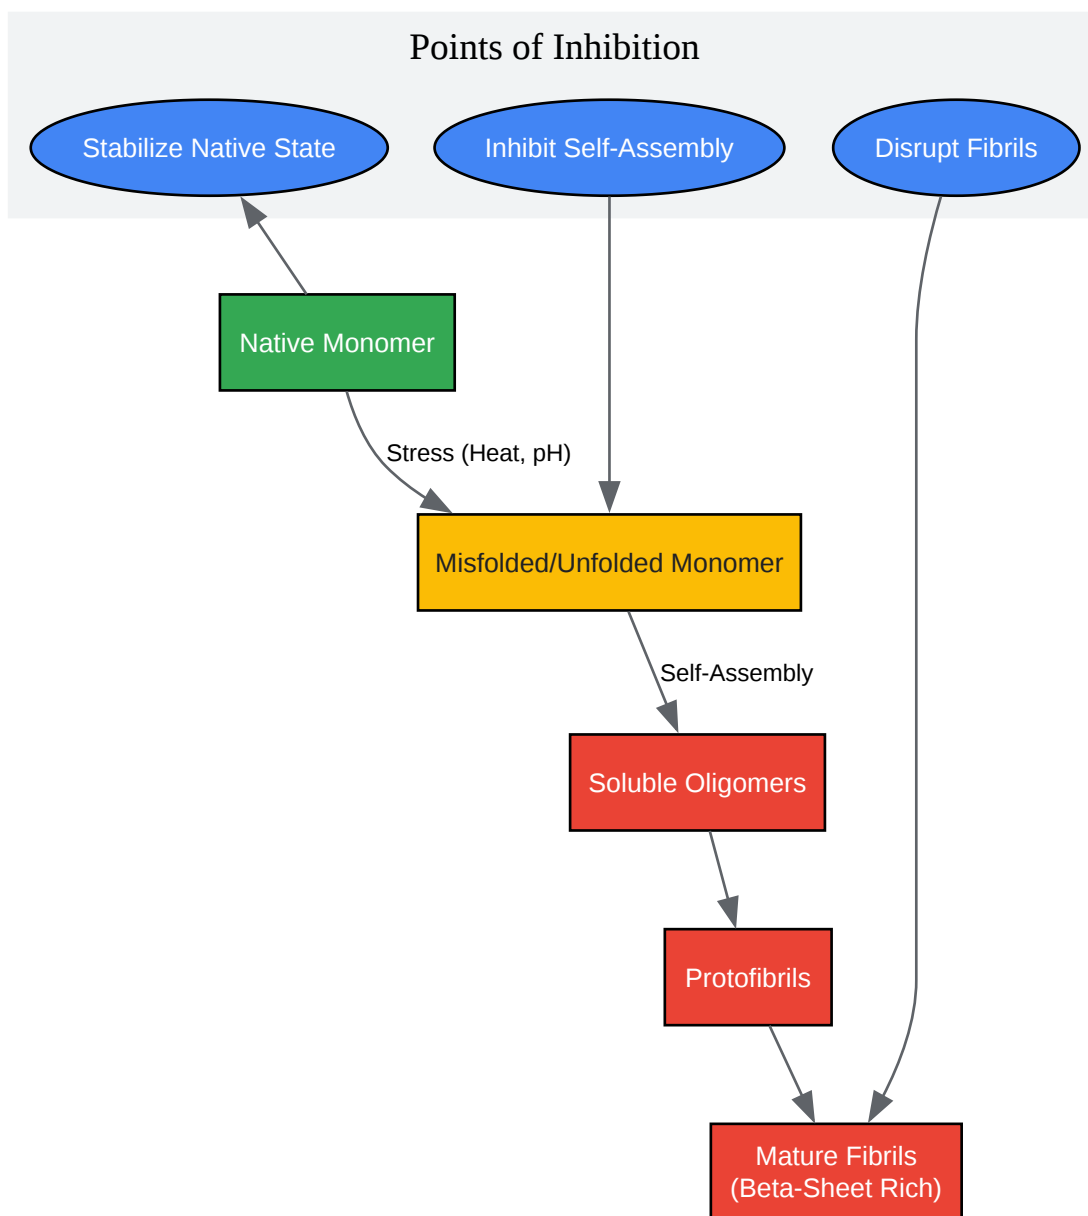 Points of Inhibition
Stabilize Native State
Inhibit Self-Assembly
Disrupt Fibrils
Native Monomer
Stress (Heat, pH)
Misfolded/Unfolded Monomer
Self-Assembly
Soluble Oligomers
Protofibrils
Mature Fibrils
(Beta-Sheet Rich)